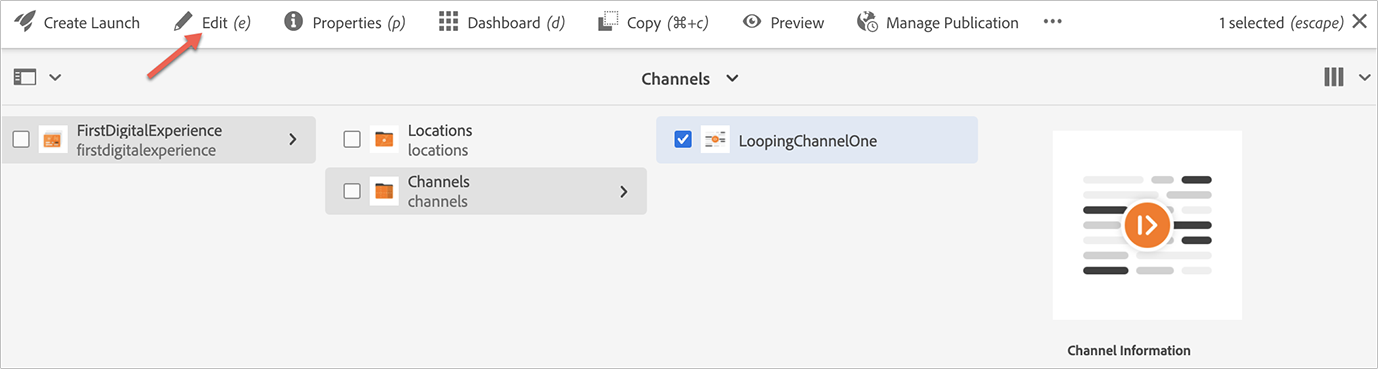 Create Launch Edit (e) Properties (p) Dashboard (d) Copy (⌘+c) Preview Manage Publication ••• 1 selected (escape)
Channels
FirstDigitalExperience
firstdigitalexperience
Locations
locations
Channels
channels
LoopingChannelOne
Channel Information